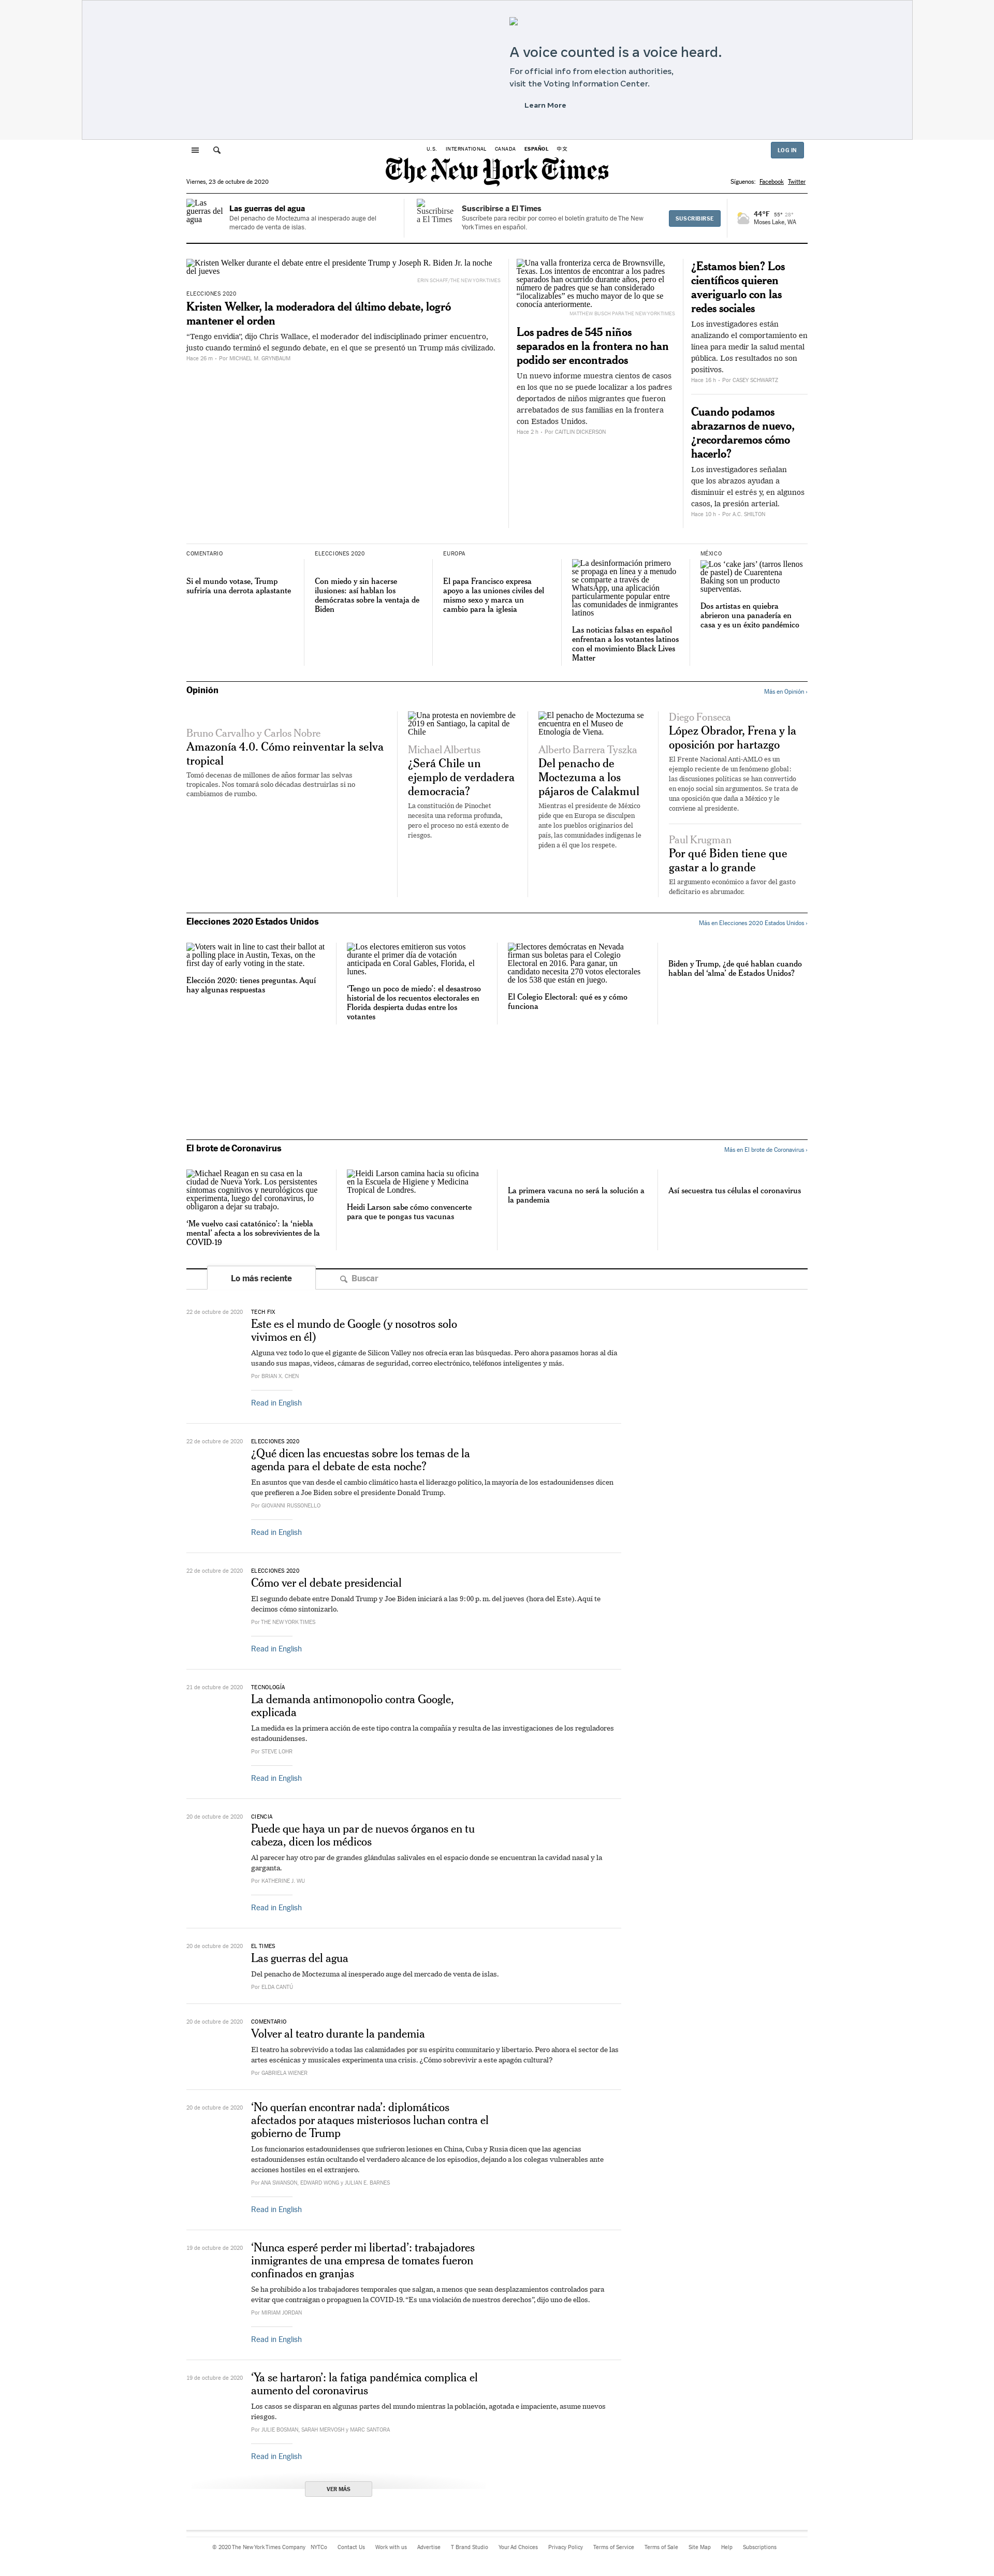 A voice counted is a voice heard.
For official info from election authorities,
visit the Voting Information Center.
Learn More
U.S. INTERNATIONAL CANADA ESPAÑOL 中文
LOG IN
The New York Times
Viernes, 23 de octubre de 2020
Síguenos: Facebook Twitter
Las guerras del agua
Las guerras del agua
Del penacho de Moctezuma al inesperado auge del
mercado de venta de islas.
Suscribirse a El Times
Suscribirse a El Times
Suscríbete para recibir por correo el boletín gratuito de The New
York Times en español.
SUSCRIBIRSE
44°F 55° 28°
Moses Lake, WA
Kristen Welker durante el debate entre el presidente Trump y Joseph R. Biden Jr. la noche
del jueves
ERIN SCHAFF/THE NEW YORK TIMES
ELECCIONES 2020
Kristen Welker, la moderadora del último debate, logró
mantener el orden
“Tengo envidia”, dijo Chris Wallace, el moderador del indisciplinado primer encuentro,
justo cuando terminó el segundo debate, en el que se presentó un Trump más civilizado.
Hace 26 m - Por MICHAEL M. GRYNBAUM
Una valla fronteriza cerca de Brownsville,
Texas. Los intentos de encontrar a los padres
separados han ocurrido durante años, pero el
número de padres que se han considerado
“ilocalizables” es mucho mayor de lo que se
conocía anteriormente.
MATTHEW BUSCH PARA THE NEW YORK TIMES
Los padres de 545 niños
separados en la frontera no han
podido ser encontrados
Un nuevo informe muestra cientos de casos
en los que no se puede localizar a los padres
deportados de niños migrantes que fueron
arrebatados de sus familias en la frontera
con Estados Unidos.
Hace 2 h - Por CAITLIN DICKERSON
¿Estamos bien? Los
científicos quieren
averiguarlo con las
redes sociales
Los investigadores están
analizando el comportamiento en
línea para medir la salud mental
pública. Los resultados no son
positivos.
Hace 16 h - Por CASEY SCHWARTZ
Cuando podamos
abrazarnos de nuevo,
¿recordaremos cómo
hacerlo?
Los investigadores señalan
que los abrazos ayudan a
disminuir el estrés y, en algunos
casos, la presión arterial.
Hace 10 h - Por A.C. SHILTON
COMENTARIO
Si el mundo votase, Trump
sufriría una derrota aplastante
ELECCIONES 2020
Con miedo y sin hacerse
ilusiones: así hablan los
demócratas sobre la ventaja de
Biden
EUROPA
El papa Francisco expresa
apoyo a las uniones civiles del
mismo sexo y marca un
cambio para la iglesia
La desinformación primero
se propaga en línea y a menudo
se comparte a través de
WhatsApp, una aplicación
particularmente popular entre
las comunidades de inmigrantes
latinos
Las noticias falsas en español
enfrentan a los votantes latinos
con el movimiento Black Lives
Matter
MÉXICO
Los ‘cake jars’ (tarros llenos
de pastel) de Cuarentena
Baking son un producto
superventas.
Dos artistas en quiebra
abrieron una panadería en
casa y es un éxito pandémico
Opinión
Más en Opinión ›
Bruno Carvalho y Carlos Nobre
Amazonía 4.0. Cómo reinventar la selva
tropical
Tomó decenas de millones de años formar las selvas
tropicales. Nos tomará solo décadas destruirlas si no
cambiamos de rumbo.
Una protesta en noviembre de
2019 en Santiago, la capital de
Chile
Michael Albertus
¿Será Chile un
ejemplo de verdadera
democracia?
La constitución de Pinochet
necesita una reforma profunda,
pero el proceso no está exento de
riesgos.
El penacho de Moctezuma se
encuentra en el Museo de
Etnología de Viena.
Alberto Barrera Tyszka
Del penacho de
Moctezuma a los
pájaros de Calakmul
Mientras el presidente de México
pide que en Europa se disculpen
ante los pueblos originarios del
país, las comunidades indígenas le
piden a él que los respete.
Diego Fonseca
López Obrador, Frena y la
oposición por hartazgo
El Frente Nacional Anti-AMLO es un
ejemplo reciente de un fenómeno global:
las discusiones políticas se han convertido
en enojo social sin argumentos. Se trata de
una oposición que daña a México y le
conviene al presidente.
Paul Krugman
Por qué Biden tiene que
gastar a lo grande
El argumento económico a favor del gasto
deficitario es abrumador.
Elecciones 2020 Estados Unidos
Más en Elecciones 2020 Estados Unidos ›
Voters wait in line to cast their ballot at
a polling place in Austin, Texas, on the
first day of early voting in the state.
Elección 2020: tienes preguntas. Aquí
hay algunas respuestas
Los electores emitieron sus votos
durante el primer día de votación
anticipada en Coral Gables, Florida, el
lunes.
‘Tengo un poco de miedo’: el desastroso
historial de los recuentos electorales en
Florida despierta dudas entre los
votantes
Electores demócratas en Nevada
firman sus boletas para el Colegio
Electoral en 2016. Para ganar, un
candidato necesita 270 votos electorales
de los 538 que están en juego.
El Colegio Electoral: qué es y cómo
funciona
Biden y Trump, ¿de qué hablan cuando
hablan del ‘alma’ de Estados Unidos?
El brote de Coronavirus
Más en El brote de Coronavirus ›
Michael Reagan en su casa en la
ciudad de Nueva York. Los persistentes
síntomas cognitivos y neurológicos que
experimenta, luego del coronavirus, lo
obligaron a dejar su trabajo.
‘Me vuelvo casi catatónico’: la ‘niebla
mental’ afecta a los sobrevivientes de la
COVID-19
Heidi Larson camina hacia su oficina
en la Escuela de Higiene y Medicina
Tropical de Londres.
Heidi Larson sabe cómo convencerte
para que te pongas tus vacunas
La primera vacuna no será la solución a
la pandemia
Así secuestra tus células el coronavirus
Lo más reciente
Buscar
22 de octubre de 2020 TECH FIX
Este es el mundo de Google (y nosotros solo
vivimos en él)
Alguna vez todo lo que el gigante de Silicon Valley nos ofrecía eran las búsquedas. Pero ahora pasamos horas al día
usando sus mapas, videos, cámaras de seguridad, correo electrónico, teléfonos inteligentes y más.
Por BRIAN X. CHEN
Read in English
22 de octubre de 2020 ELECCIONES 2020
¿Qué dicen las encuestas sobre los temas de la
agenda para el debate de esta noche?
En asuntos que van desde el cambio climático hasta el liderazgo político, la mayoría de los estadounidenses dicen
que prefieren a Joe Biden sobre el presidente Donald Trump.
Por GIOVANNI RUSSONELLO
Read in English
22 de octubre de 2020 ELECCIONES 2020
Cómo ver el debate presidencial
El segundo debate entre Donald Trump y Joe Biden iniciará a las 9:00 p. m. del jueves (hora del Este). Aquí te
decimos cómo sintonizarlo.
Por THE NEW YORK TIMES
Read in English
21 de octubre de 2020 TECNOLOGÍA
La demanda antimonopolio contra Google,
explicada
La medida es la primera acción de este tipo contra la compañía y resulta de las investigaciones de los reguladores
estadounidenses.
Por STEVE LOHR
Read in English
20 de octubre de 2020 CIENCIA
Puede que haya un par de nuevos órganos en tu
cabeza, dicen los médicos
Al parecer hay otro par de grandes glándulas salivales en el espacio donde se encuentran la cavidad nasal y la
garganta.
Por KATHERINE J. WU
Read in English
20 de octubre de 2020 EL TIMES
Las guerras del agua
Del penacho de Moctezuma al inesperado auge del mercado de venta de islas.
Por ELDA CANTÚ
20 de octubre de 2020 COMENTARIO
Volver al teatro durante la pandemia
El teatro ha sobrevivido a todas las calamidades por su espíritu comunitario y libertario. Pero ahora el sector de las
artes escénicas y musicales experimenta una crisis. ¿Cómo sobrevivir a este apagón cultural?
Por GABRIELA WIENER
20 de octubre de 2020
‘No querían encontrar nada’: diplomáticos
afectados por ataques misteriosos luchan contra el
gobierno de Trump
Los funcionarios estadounidenses que sufrieron lesiones en China, Cuba y Rusia dicen que las agencias
estadounidenses están ocultando el verdadero alcance de los episodios, dejando a los colegas vulnerables ante
acciones hostiles en el extranjero.
Por ANA SWANSON, EDWARD WONG y JULIAN E. BARNES
Read in English
19 de octubre de 2020
‘Nunca esperé perder mi libertad’: trabajadores
inmigrantes de una empresa de tomates fueron
confinados en granjas
Se ha prohibido a los trabajadores temporales que salgan, a menos que sean desplazamientos controlados para
evitar que contraigan o propaguen la COVID-19. “Es una violación de nuestros derechos”, dijo uno de ellos.
Por MIRIAM JORDAN
Read in English
19 de octubre de 2020
‘Ya se hartaron’: la fatiga pandémica complica el
aumento del coronavirus
Los casos se disparan en algunas partes del mundo mientras la población, agotada e impaciente, asume nuevos
riesgos.
Por JULIE BOSMAN, SARAH MERVOSH y MARC SANTORA
Read in English
VER MÁS
© 2020 The New York Times Company NYTCo Contact Us Work with us Advertise T Brand Studio Your Ad Choices Privacy Policy Terms of Service Terms of Sale Site Map Help Subscriptions